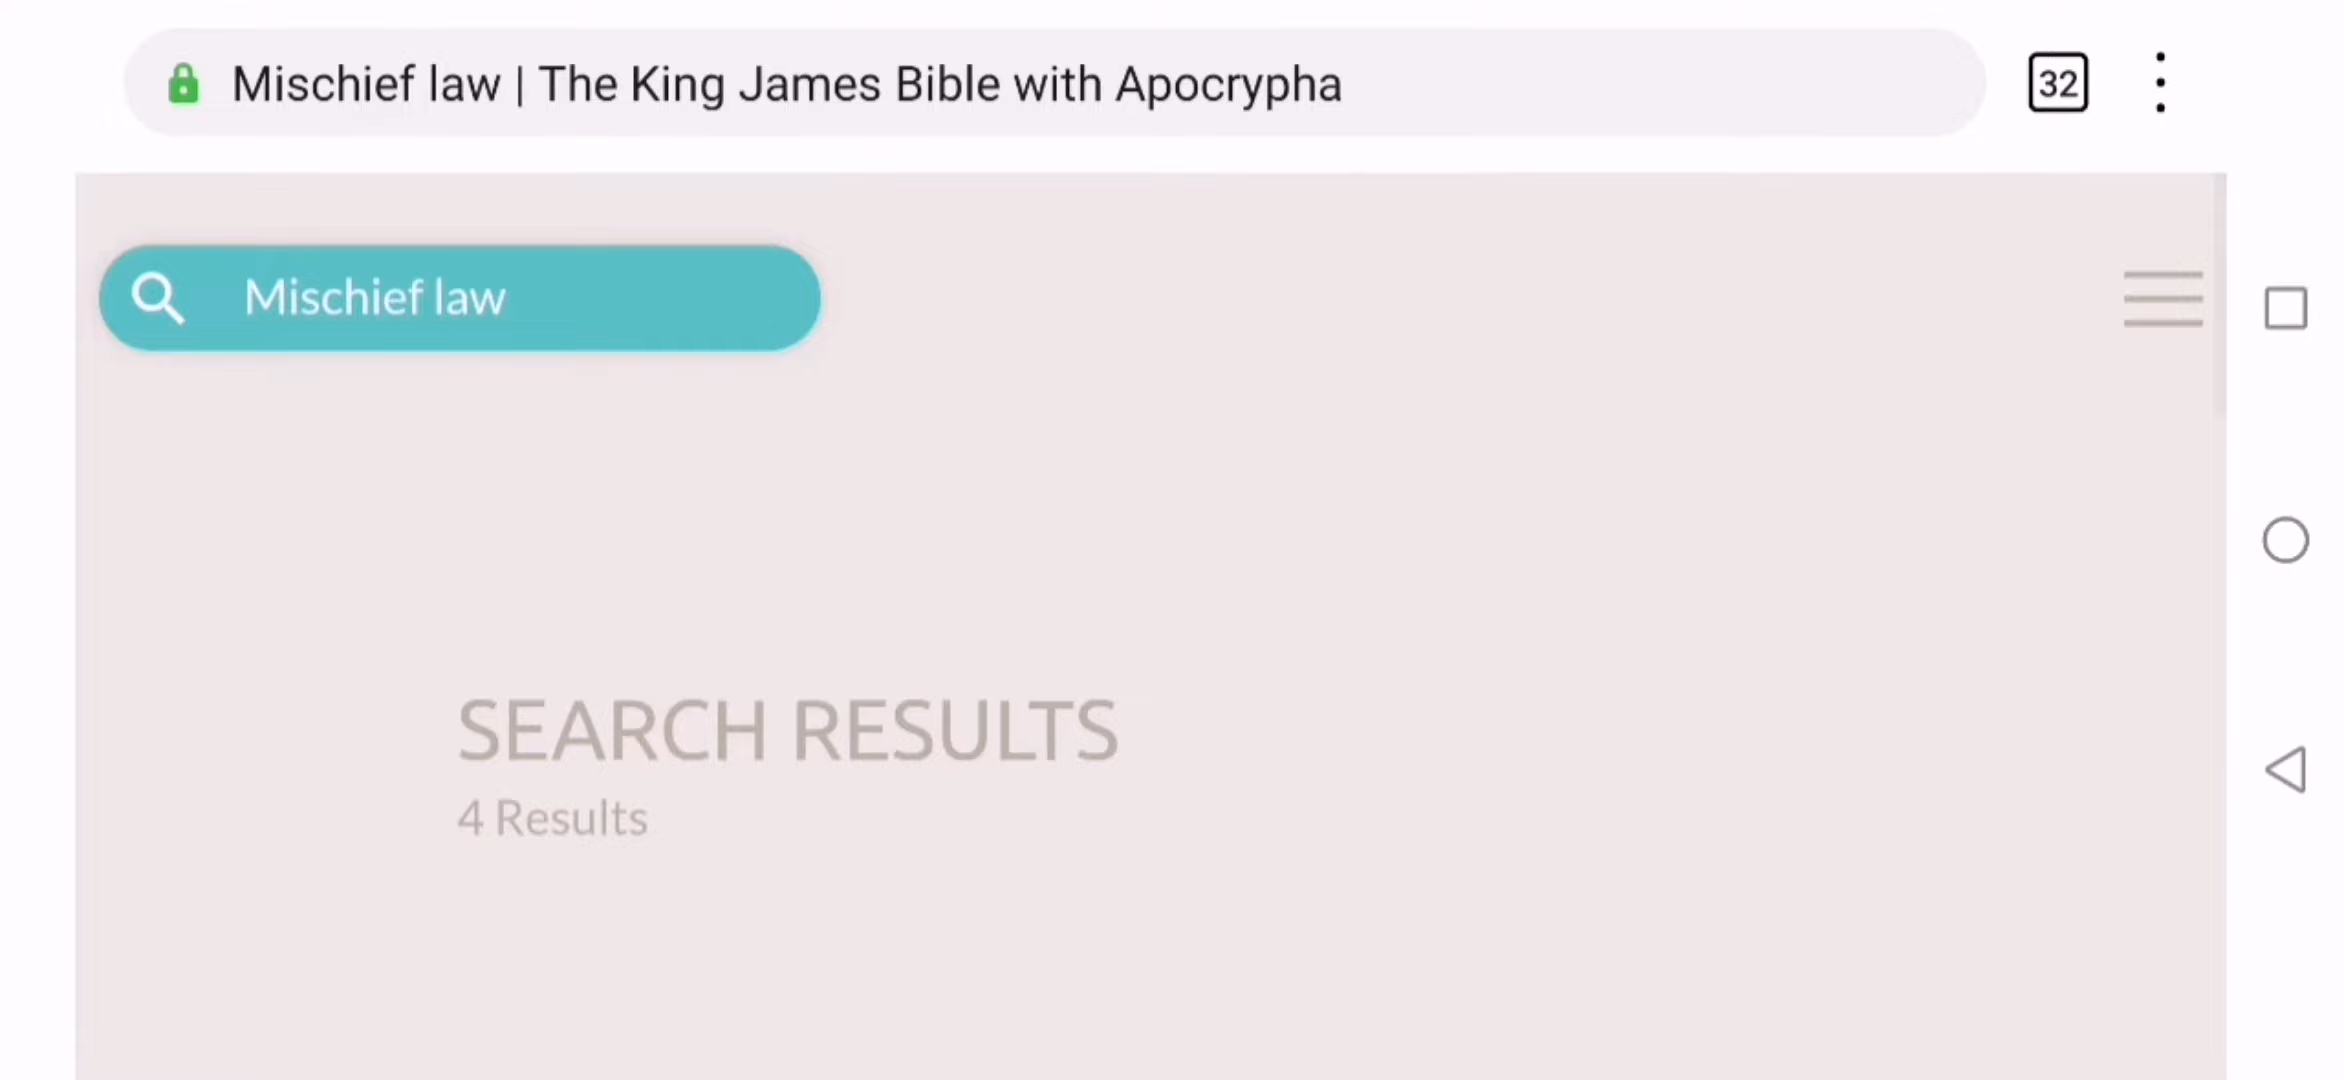 Mischief law | The King James Bible with Apocrypha
32
Mischief law
SEARCH RESULTS
4 Results